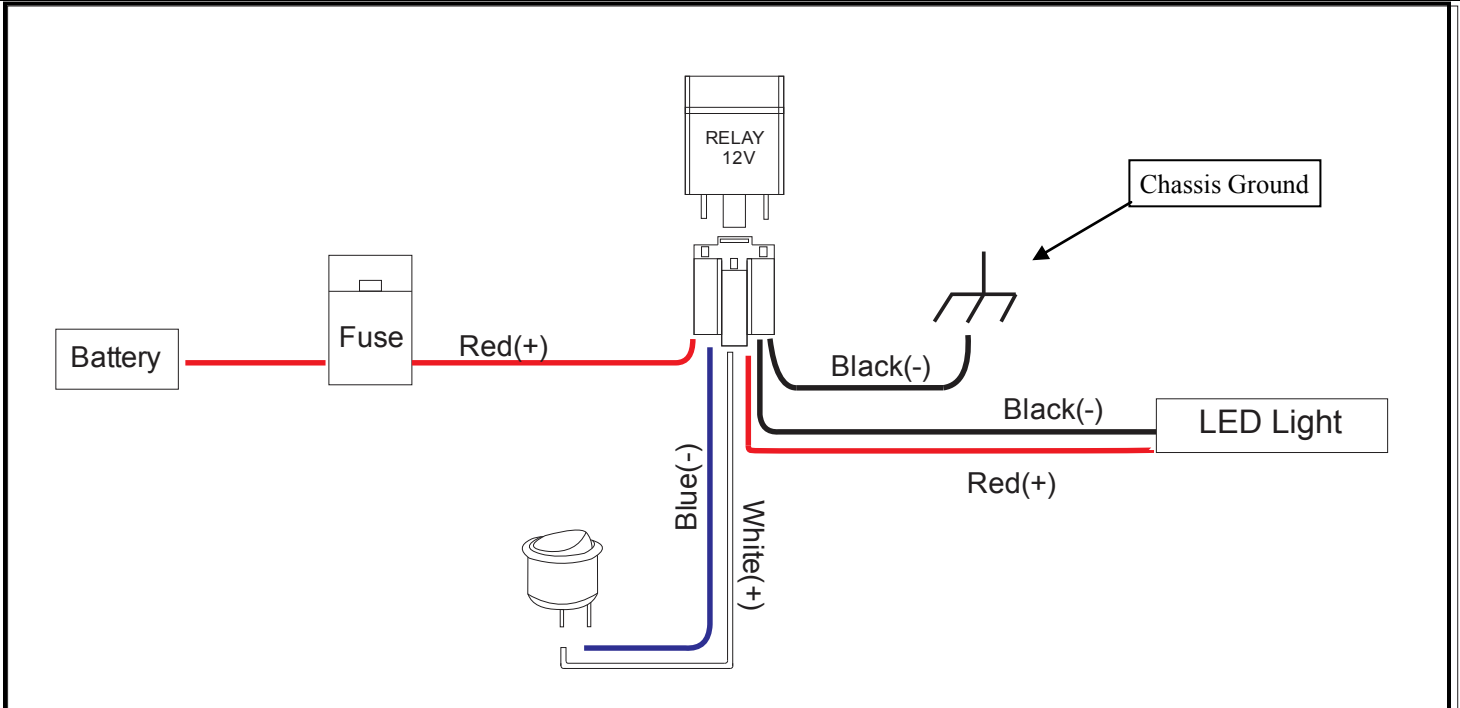 RELAY
12V
Chassis Ground
Battery
Fuse
Red(+)
Black(-)
Black(-)
LED Light
Red(+)
Blue(-)
White(+)